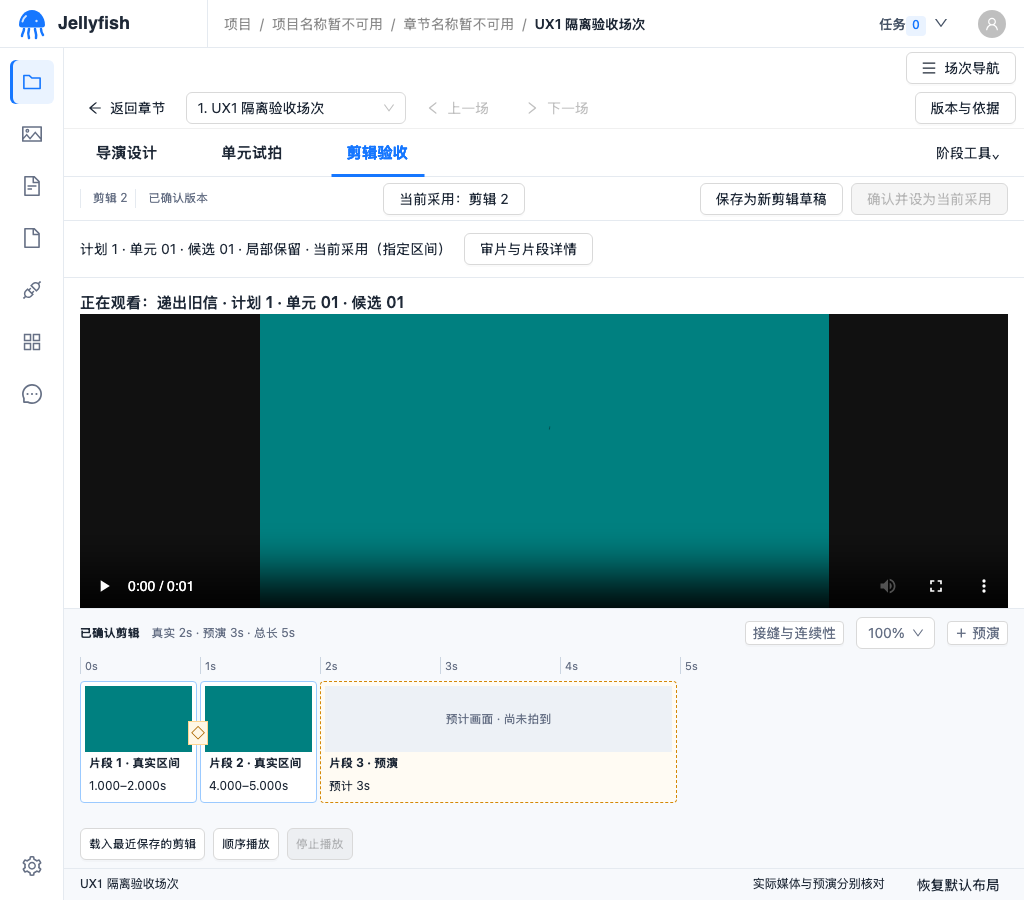 Jellyfish
项目 / 项目名称暂不可用 / 章节名称暂不可用 / UX1 隔离验收场次
任务 0
场次导航
返回章节
1. UX1 隔离验收场次
上一场
下一场
版本与依据
导演设计
单元试拍
剪辑验收
阶段工具
剪辑 2
已确认版本
当前采用：剪辑 2
保存为新剪辑草稿
确认并设为当前采用
计划 1 · 单元 01 · 候选 01 · 局部保留 · 当前采用（指定区间）
审片与片段详情
正在观看：递出旧信 · 计划 1 · 单元 01 · 候选 01
0:00 / 0:01
已确认剪辑
真实 2s · 预演 3s · 总长 5s
接缝与连续性
100%
+ 预演
0s
1s
2s
3s
4s
5s
预计画面 · 尚未拍到
片段 1 · 真实区间
1.000–2.000s
片段 2 · 真实区间
4.000–5.000s
片段 3 · 预演
预计 3s
载入最近保存的剪辑
顺序播放
停止播放
UX1 隔离验收场次
实际媒体与预演分别核对
恢复默认布局